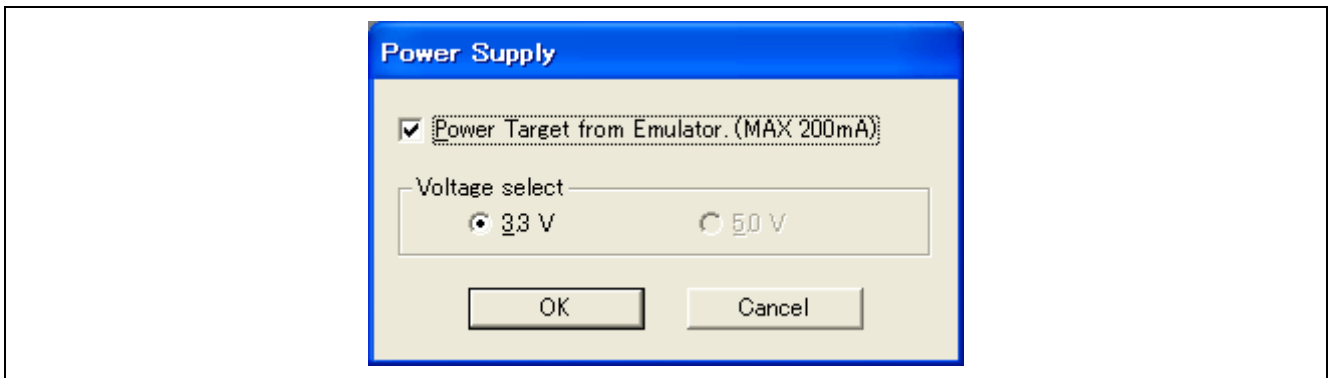 Power Supply
Power Target from Emulator. (MAX 200mA)
Voltage select
3.3 V 5.0 V
OK Cancel